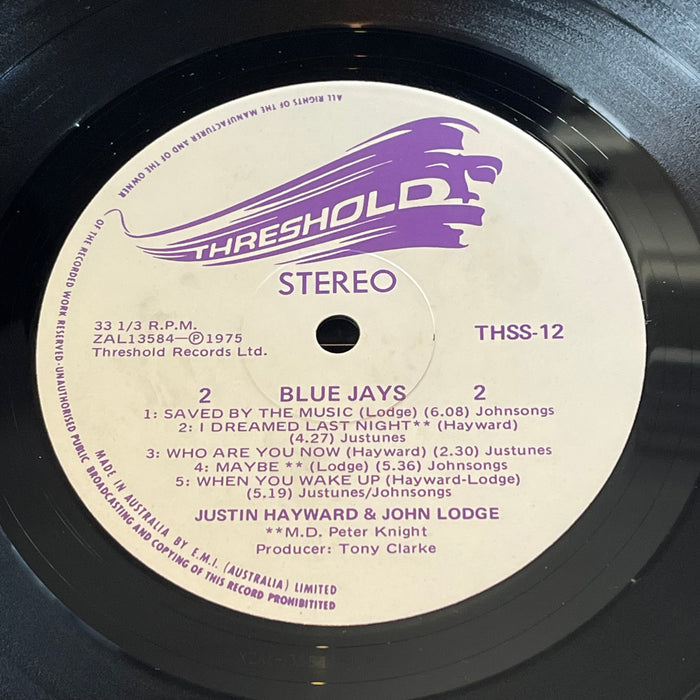 ALL RIGHTS OF THE MANUFACTURER AND OF THE OWNER
OF THE RECORDED WORK RESERVED-UNAUTHORISED PUBLIC BROADCASTING AND COPYING OF THIS RECORD PROHIBITITED
THRESHOLD
STEREO
33 1/3 R.P.M.
ZAL13584—Ⓟ1975
Threshold Records Ltd.
THSS-12
2 BLUE JAYS 2
1: SAVED BY THE MUSIC (Lodge) (6.08) Johnsongs
2: I DREAMED LAST NIGHT** (Hayward)
(4.27) Justunes
3: WHO ARE YOU NOW (Hayward) (2.30) Justunes
4: MAYBE ** (Lodge) (5.36) Johnsongs
5: WHEN YOU WAKE UP (Hayward-Lodge)
(5.19) Justunes/Johnsongs
JUSTIN HAYWARD & JOHN LODGE
**M.D. Peter Knight
Producer: Tony Clarke
MADE IN AUSTRALIA BY E.M.I. (AUSTRALIA) LIMITED